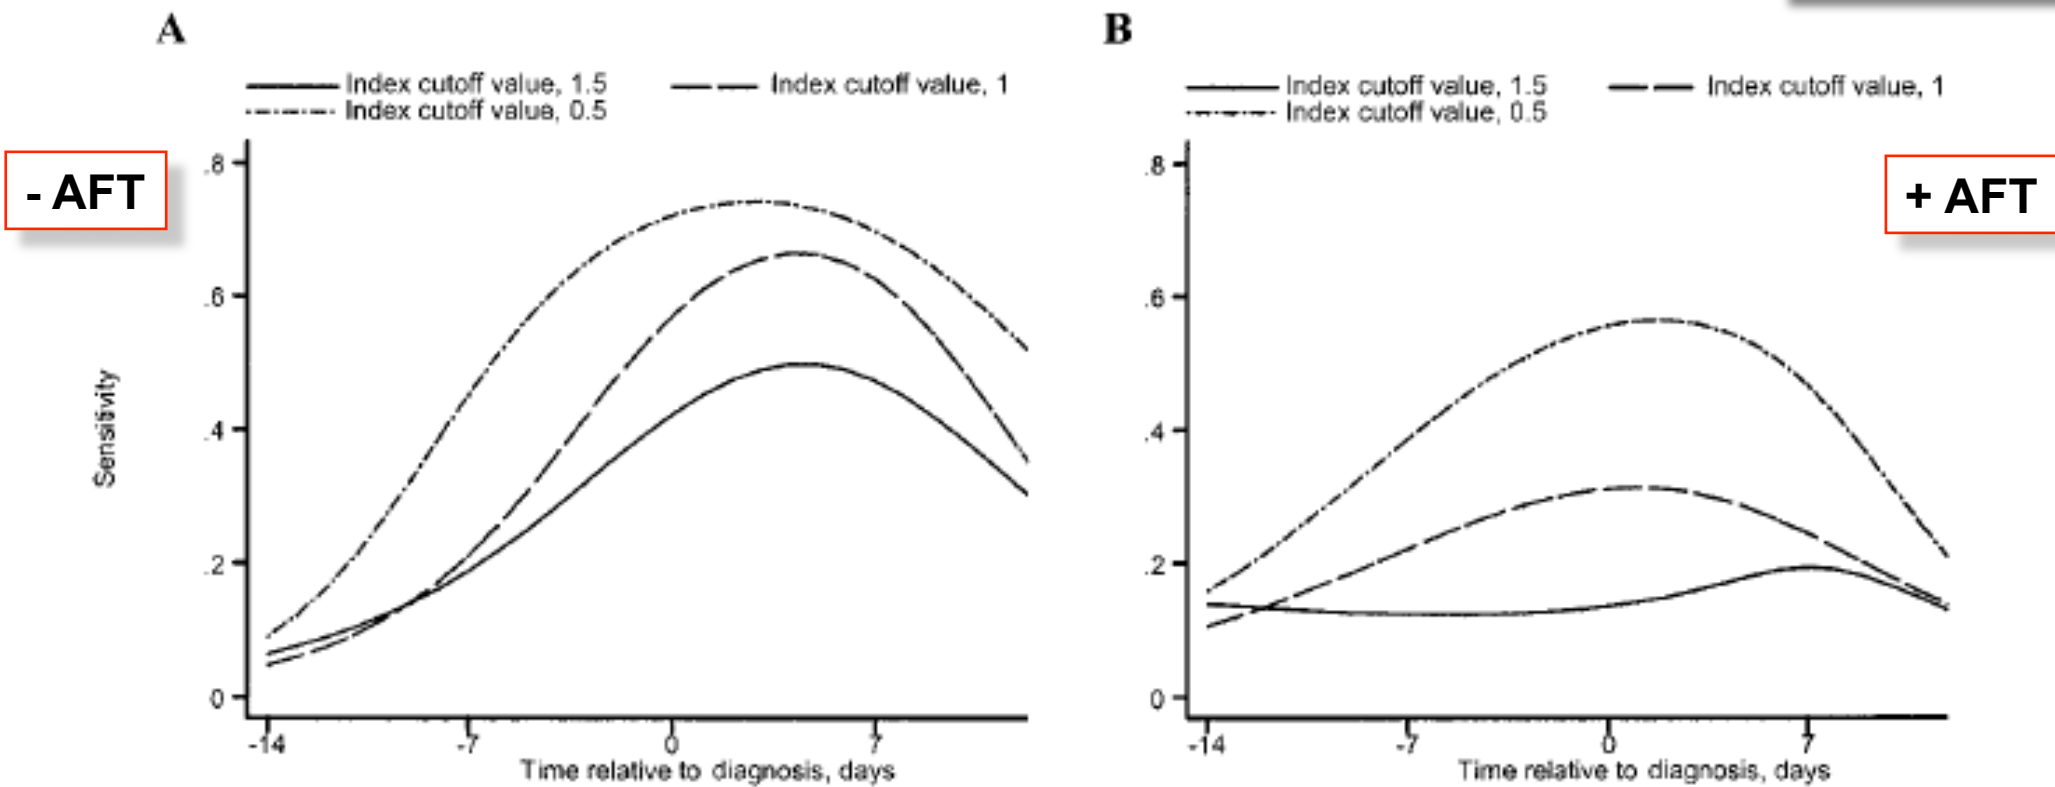 A
Index cutoff value, 1.5
Index cutoff value, 1
Index cutoff value, 0.5
- AFT
.8
.6
.4
.2
0
Sensitivity
-14
-7
0
7
Time relative to diagnosis, days
B
Index cutoff value, 1.5
Index cutoff value, 1
Index cutoff value, 0.5
+ AFT
.8
.6
.4
.2
0
-14
-7
0
7
Time relative to diagnosis, days